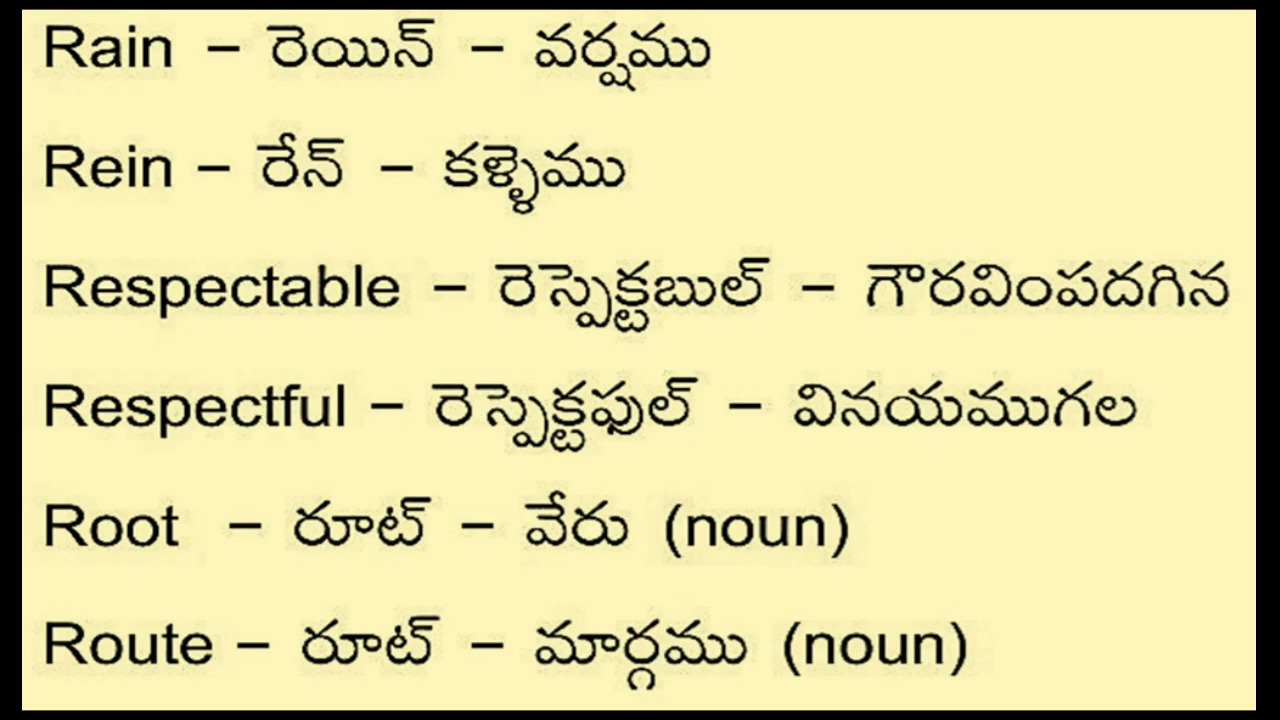 Rain – రెయిన్ – వర్షము
Rein – రేన్ – కళ్ళెము
Respectable – రెస్పెక్టబుల్ – గౌరవింపదగిన
Respectful – రెస్పెక్టఫుల్ – వినయముగల
Root – రూట్ – వేరు (noun)
Route – రూట్ – మార్గము (noun)